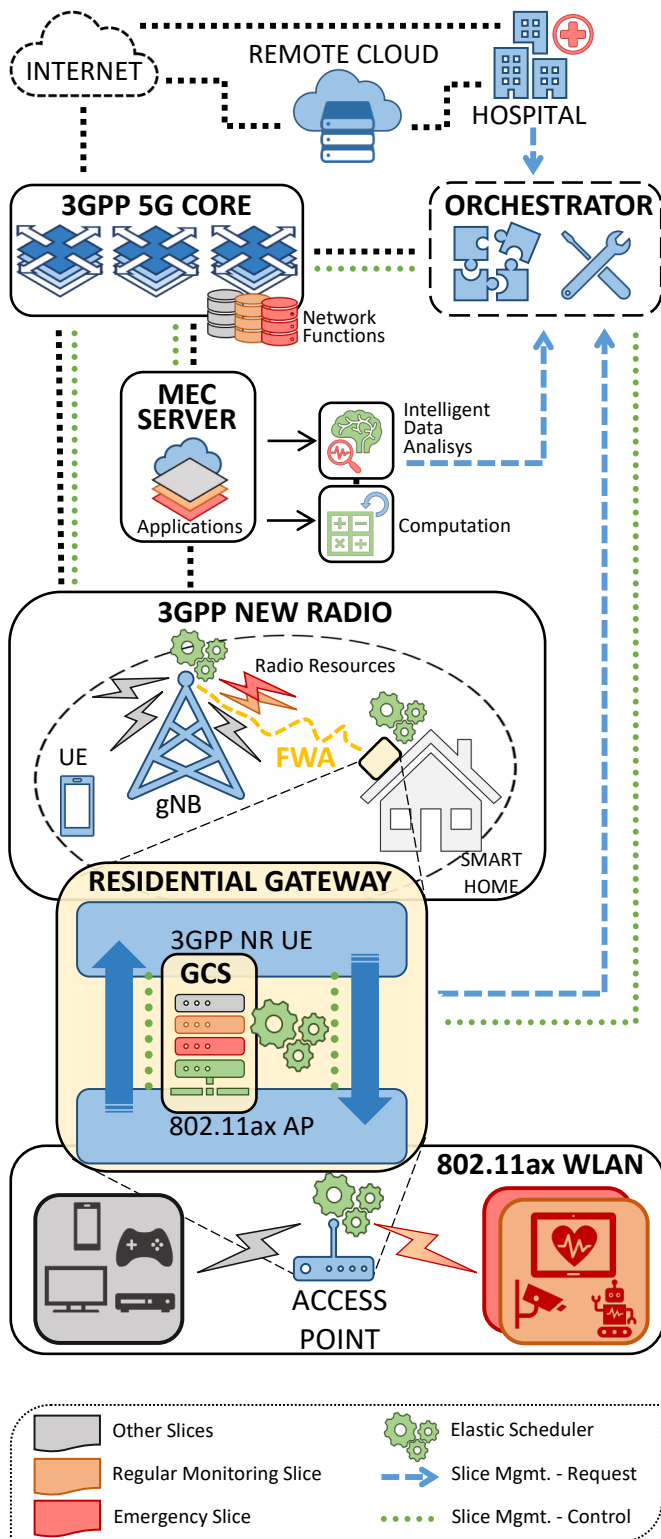 INTERNET
REMOTE CLOUD
HOSPITAL
3GPP 5G CORE
ORCHESTRATOR
Network
Functions
MEC
SERVER
Applications
Intelligent
Data
Analisys
Computation
3GPP NEW RADIO
Radio Resources
UE
FWA
gNB
SMART
HOME
RESIDENTIAL GATEWAY
3GPP NR UE
GCS
802.11ax AP
802.11ax WLAN
ACCESS
POINT
Other Slices
Elastic Scheduler
Regular Monitoring Slice
Slice Mgmt. - Request
Emergency Slice
Slice Mgmt. - Control